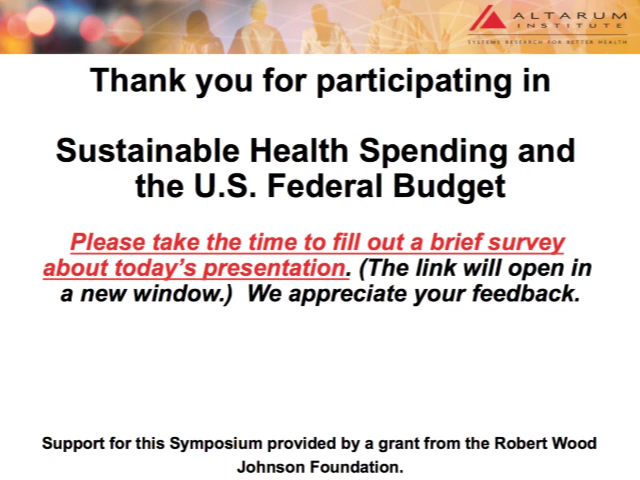 ALTARUM
INSTITUTE
SYSTEMS RESEARCH FOR BETTER HEALTH
Thank you for participating in
Sustainable Health Spending and
the U.S. Federal Budget
Please take the time to fill out a brief survey
about today’s presentation. (The link will open in
a new window.)  We appreciate your feedback.
Support for this Symposium provided by a grant from the Robert Wood
Johnson Foundation.